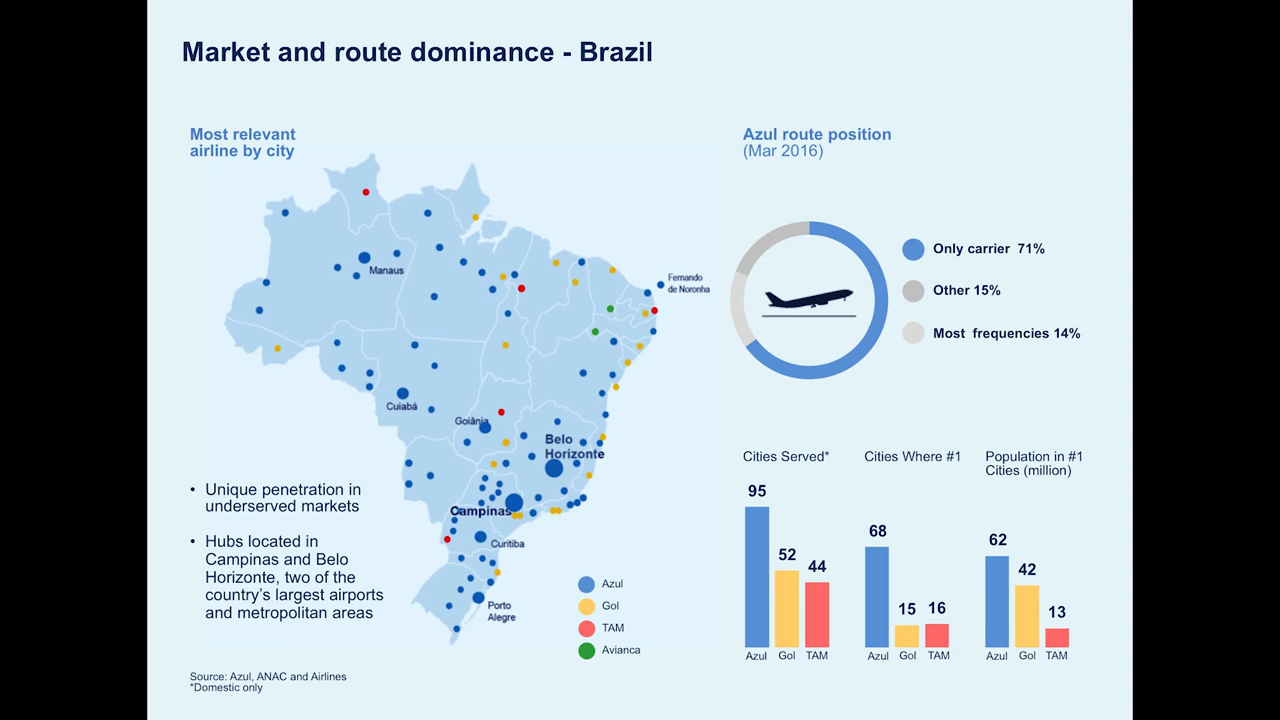 Market and route dominance - Brazil
Most relevant
airline by city
Manaus
Fernando
de Noronha
Cuiabá
Goiânia
Belo
Horizonte
Campinas
Curitiba
Porto
Alegre
• Unique penetration in
underserved markets
• Hubs located in
Campinas and Belo
Horizonte, two of the
country's largest airports
and metropolitan areas
Azul
Gol
TAM
Avianca
Source: Azul, ANAC and Airlines
*Domestic only
Azul route position
(Mar 2016)
Only carrier 71%
Other 15%
Most frequencies 14%
Cities Served*
95
52
44
Azul Gol TAM
Cities Where #1
68
15
16
Azul Gol TAM
Population in #1
Cities (million)
62
42
13
Azul Gol TAM